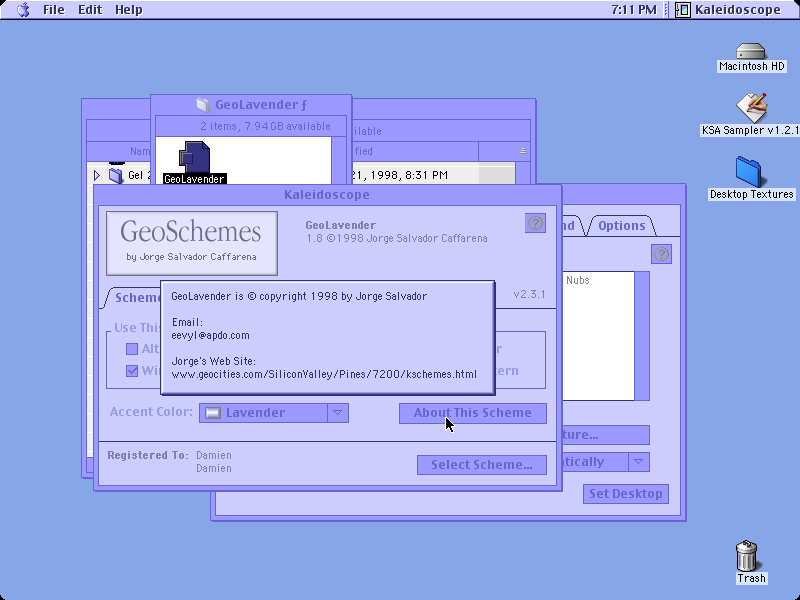 File Edit Help
7:11 PM
Kaleidoscope
Macintosh HD
KSA Sampler v1.2.1
Desktop Textures
GeoLavender ƒ
2 items, 7.94GB available
ilable
Nam
fied
Gel 2
21, 1998, 8:31 PM
GeoLavender
Kaleidoscope
GeoSchemes
by Jorge Salvador Caffarena
GeoLavender
1.8 ©1998 Jorge Salvador Caffarena
?
nd
Options
?
Nubs
Scheme
v2.3.1
GeoLavender is © copyright 1998 by Jorge Salvador
Email:
eevyl@apdo.com
Jorge's Web Site:
www.geocities.com/SiliconValley/Pines/7200/kschemes.html
Use This
Alt
r
Win
tern
Accent Color:
Lavender
About This Scheme
ture...
Registered To:
Damien
Damien
Select Scheme...
tically
Set Desktop
Trash